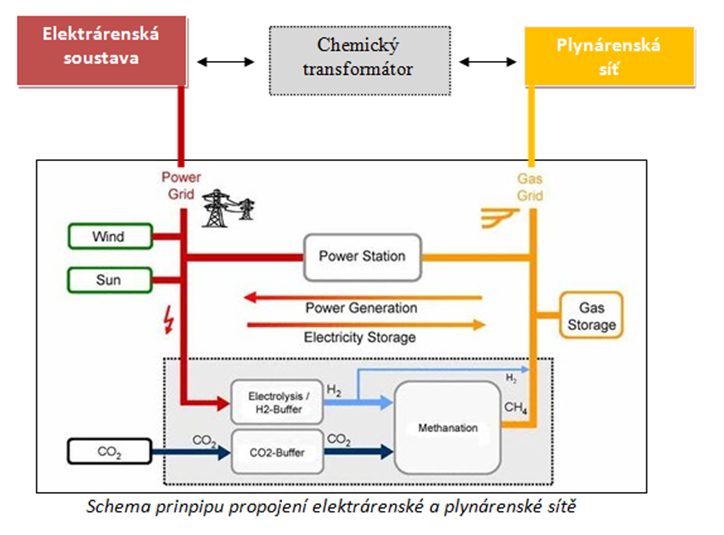 Elektrárenská
soustava
Chemický
transformátor
Plynárenská
síť
Power
Grid
Gas
Grid
Wind
Sun
Power Station
Power Generation
Electricity Storage
Gas
Storage
Electrolysis /
H2-Buffer
H2
H2
CH4
Methanation
CO2
CO2
CO2-Buffer
CO2
Schema prinpipu propojení elektrárenské a plynárenské sítě